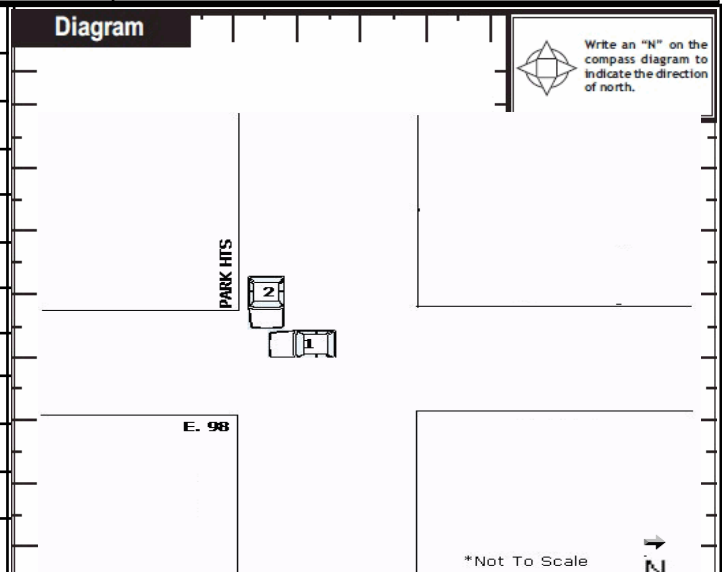 Diagram
Write an “N” on the
compass diagram to
indicate the direction
of north.
PARK HTS
2
1
E. 98
*Not To Scale
N